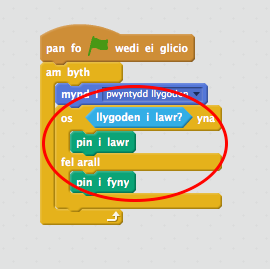 pan fo wedi ei glicio
am byth
mynd i pwyntydd llygoden
os llygoden i lawr? yna
pin i lawr
fel arall
pin i fyny